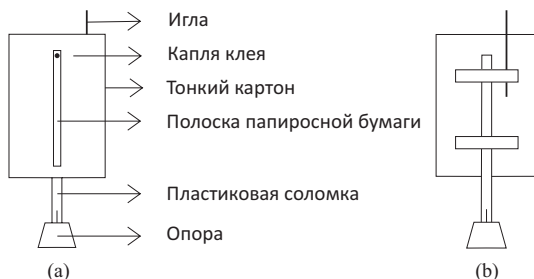 Игла
Капля клея
Тонкий картон
Полоска папиросной бумаги
Пластиковая соломка
Опора
(a)
(b)